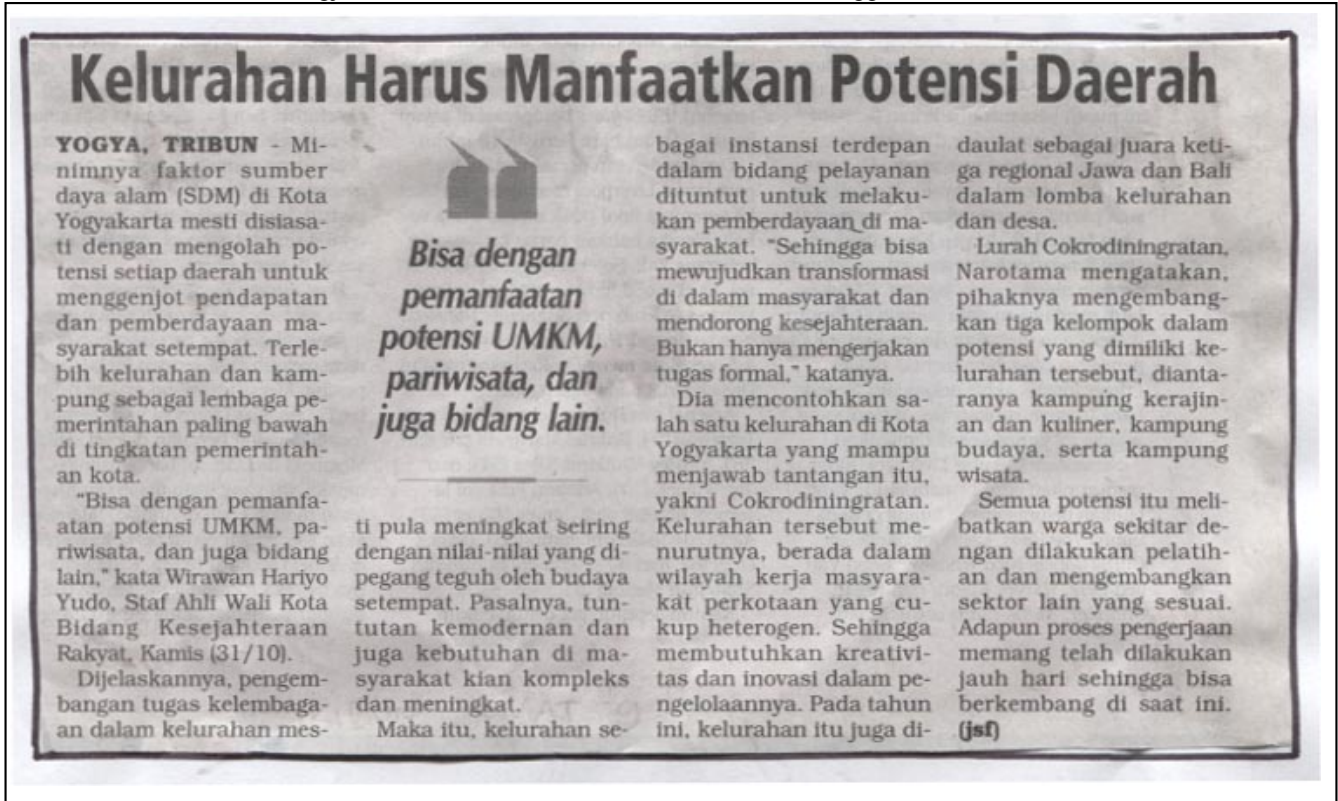 Kelurahan Harus Manfaatkan Potensi Daerah
YOGYA, TRIBUN - Mi-
nimnya faktor sumber
daya alam (SDM) di Kota
Yogyakarta mesti disiasa-
ti dengan mengolah po-
tensi setiap daerah untuk
menggenjot pendapatan
dan pemberdayaan ma-
syarakat setempat. Terle-
bih kelurahan dan kam-
pung sebagai lembaga pe-
merintahan paling bawah
di tingkatan pemerintah-
an kota.
"Bisa dengan pemanfa-
atan potensi UMKM, pa-
riwisata, dan juga bidang
lain," kata Wirawan Hariyo
Yudo, Staf Ahli Wali Kota
Bidang Kesejahteraan
Rakyat, Kamis (31/10).
Dijelaskannya, pengem-
bangan tugas kelembaga-
an dalam kelurahan mes-
Bisa dengan
pemanfaatan
potensi UMKM,
pariwisata, dan
juga bidang lain.
ti pula meningkat seiring
dengan nilai-nilai yang di-
pegang teguh oleh budaya
setempat. Pasalnya, tun-
tutan kemodernan dan
juga kebutuhan di ma-
syarakat kian kompleks
dan meningkat.
Maka itu, kelurahan se-
bagai instansi terdepan
dalam bidang pelayanan
dituntut untuk melaku-
kan pemberdayaan di ma-
syarakat. "Sehingga bisa
mewujudkan transformasi
di dalam masyarakat dan
mendorong kesejahteraan.
Bukan hanya mengerjakan
tugas formal," katanya.
Dia mencontohkan sa-
lah satu kelurahan di Kota
Yogyakarta yang mampu
menjawab tantangan itu,
yakni Cokrodiningratan.
Kelurahan tersebut me-
nurutnya, berada dalam
wilayah kerja masyara-
kat perkotaan yang cu-
kup heterogen. Sehingga
membutuhkan kreativi-
tas dan inovasi dalam pe-
ngelolaannya. Pada tahun
ini, kelurahan itu juga di-
daulat sebagai juara keti-
ga regional Jawa dan Bali
dalam lomba kelurahan
dan desa.
Lurah Cokrodiningratan,
Narotama mengatakan,
pihaknya mengembang-
kan tiga kelompok dalam
potensi yang dimiliki ke-
lurahan tersebut, dianta-
ranya kampung kerajin-
an dan kuliner, kampung
budaya, serta kampung
wisata.
Semua potensi itu meli-
batkan warga sekitar de-
ngan dilakukan pelatih-
an dan mengembangkan
sektor lain yang sesuai.
Adapun proses pengerjaan
memang telah dilakukan
jauh hari sehingga bisa
berkembang di saat ini.
(jsf)